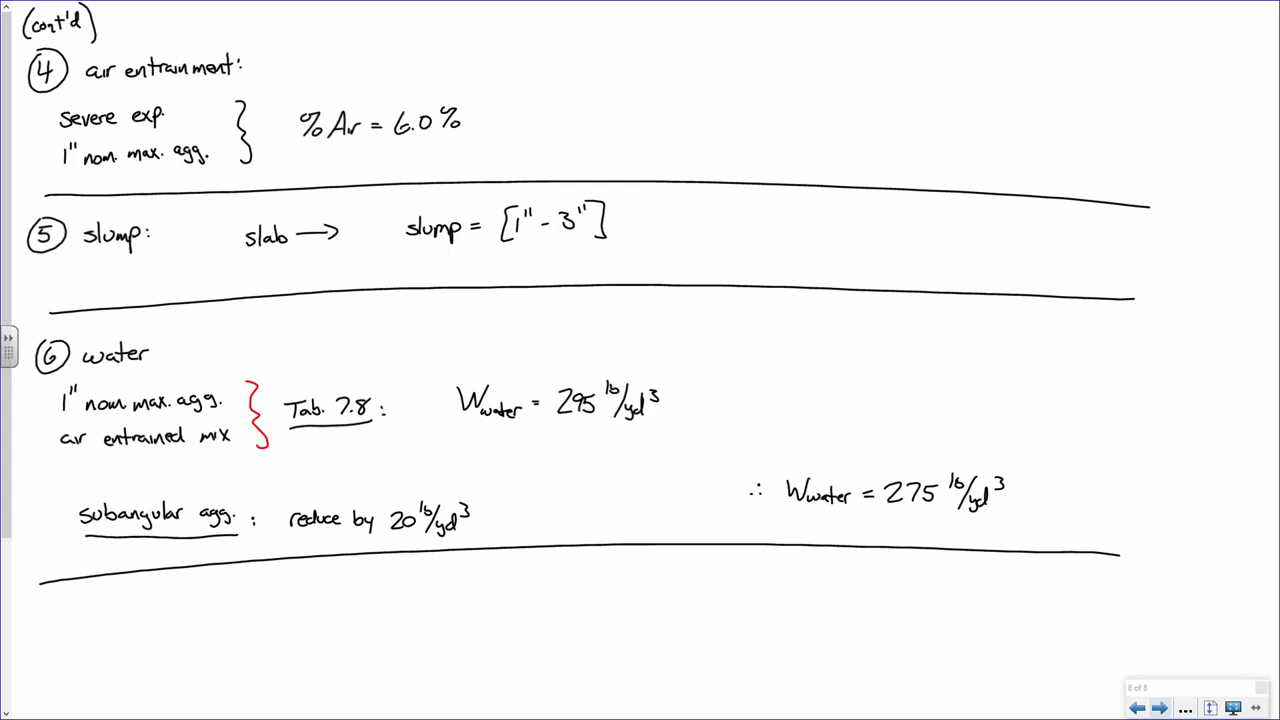 (cont'd)
④ air entrainment:
severe exp.
1" nom. max. agg.
% Air = 6.0%
⑤ slump: slab → slump = [1" - 3"]
⑥ water
1" nom. max. agg.
air entrained mix
Tab. 7.8: Wwater = 295 lb/yd³
subangular agg. : reduce by 20 lb/yd³
∴ Wwater = 275 lb/yd³
8 of 8